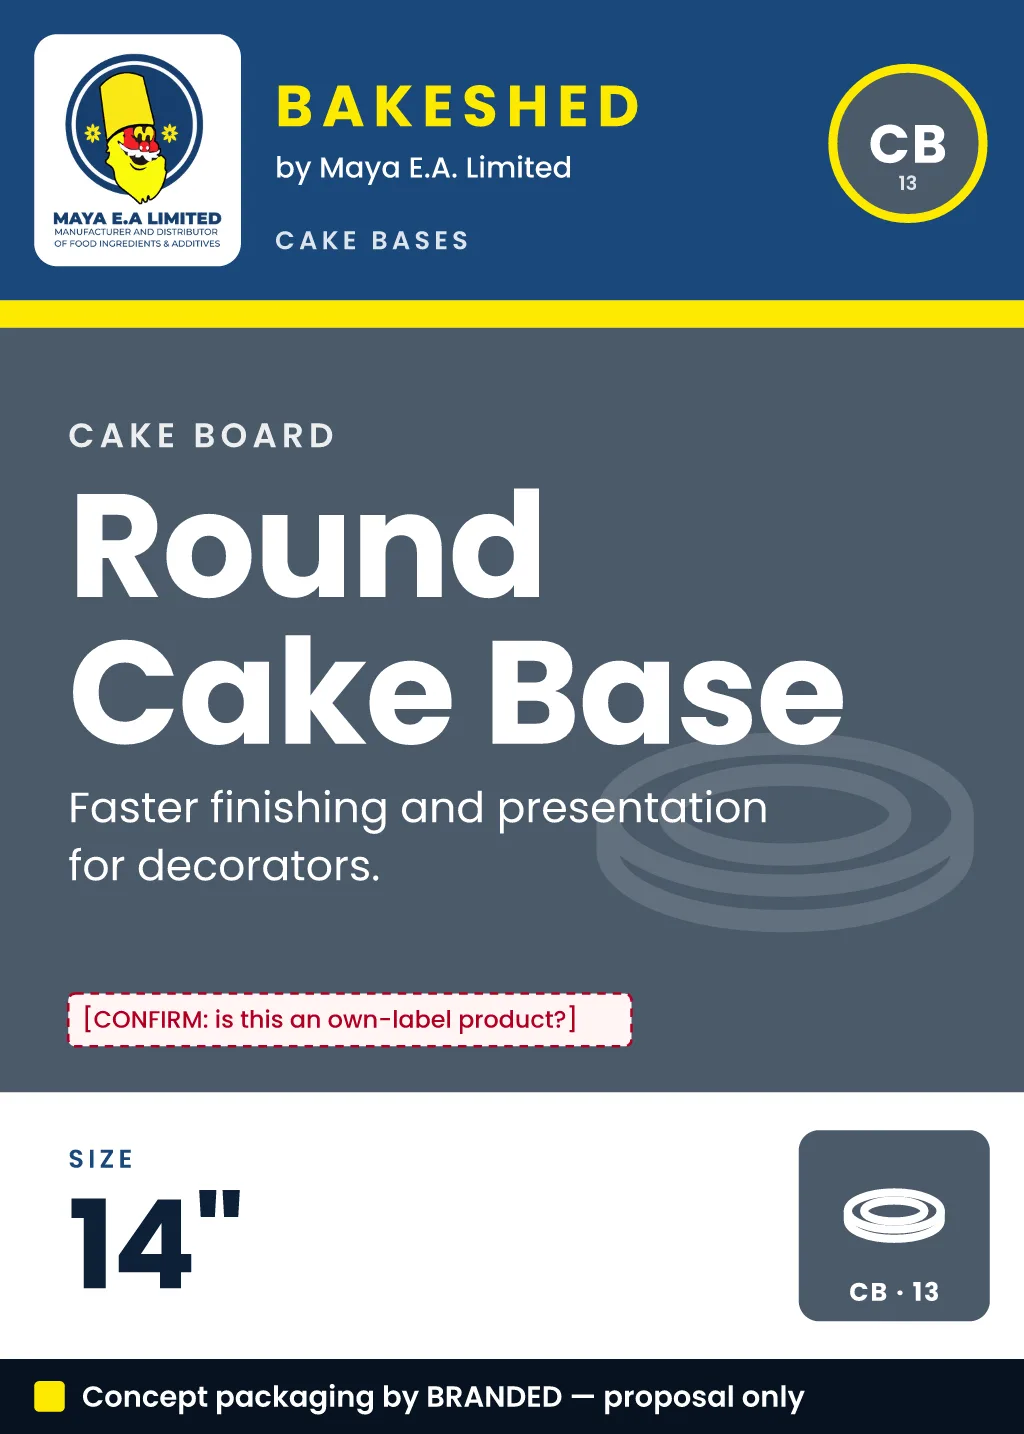 MAYA E.A LIMITED
MANUFACTURER AND DISTRIBUTOR
OF FOOD INGREDIENTS & ADDITIVES
BAKESHED
by Maya E.A. Limited
CAKE BASES
CB
13
CAKE BOARD
Round
Cake Base
Faster finishing and presentation
for decorators.
[CONFIRM: is this an own-label product?]
SIZE
14"
CB · 13
Concept packaging by BRANDED — proposal only